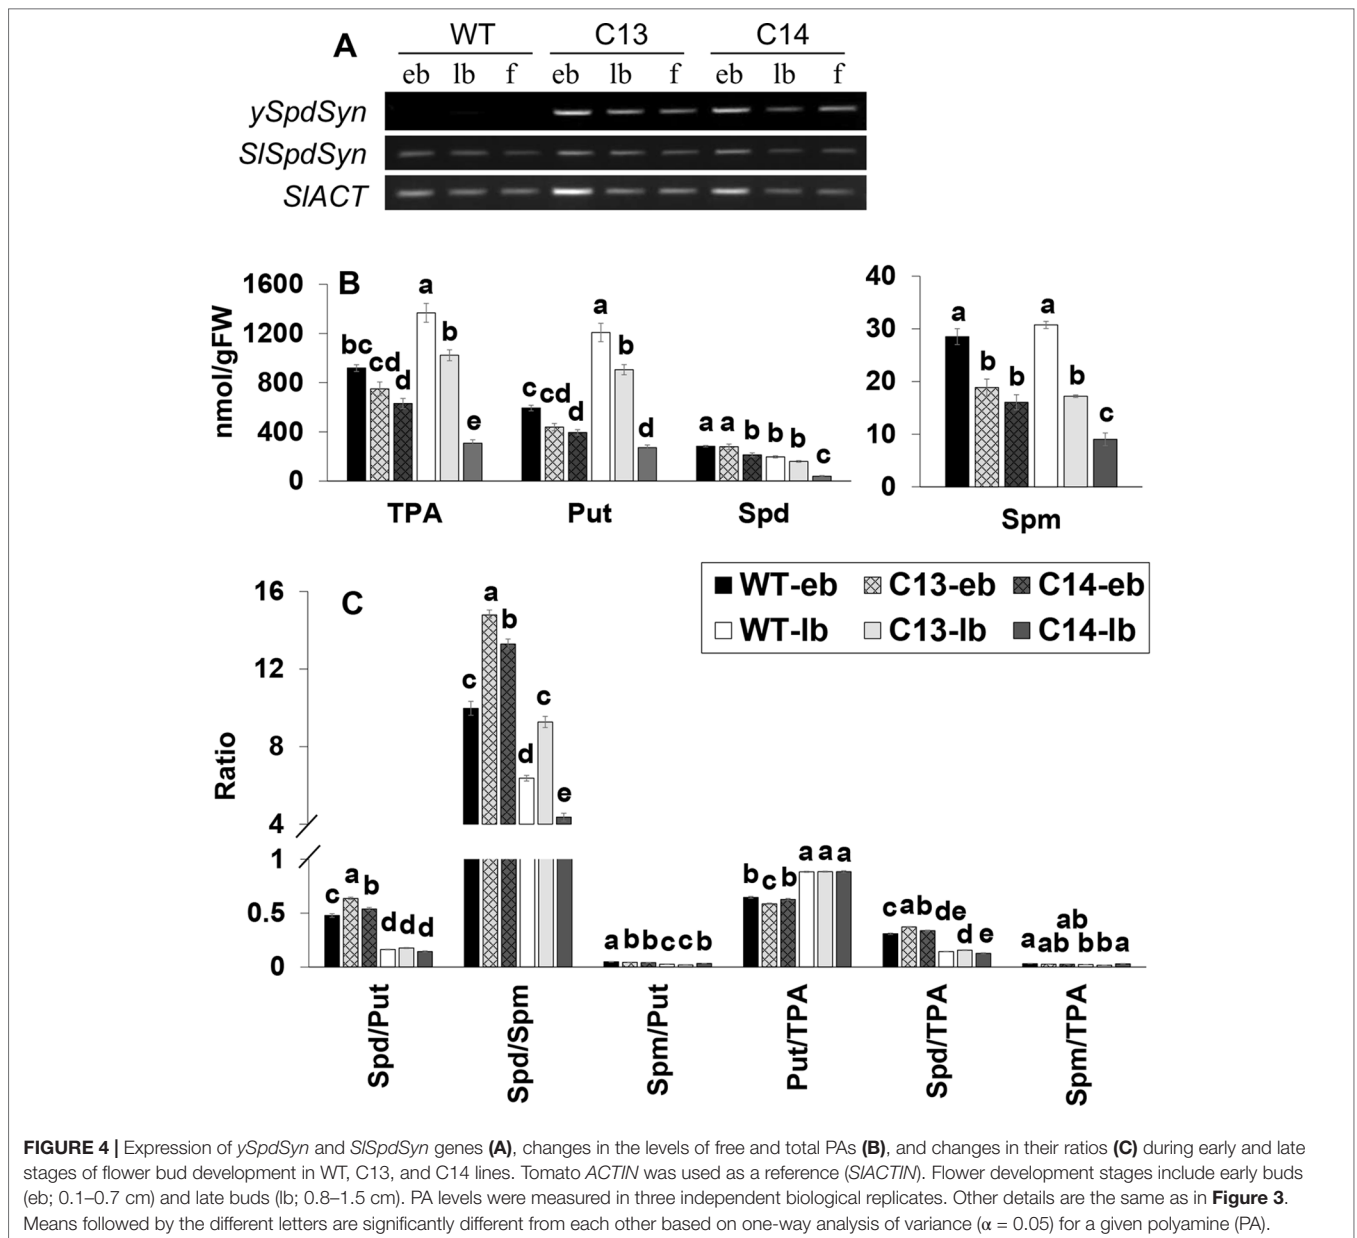 A
WT C13 C14
eb lb f eb lb f eb lb f
ySpdSyn
SlSpdSyn
SlACT
B
nmol/gFW
1600
1200
800
400
0
bc cd d a b e
c cd d a b d
a a b b b c
TPA Put Spd
40
30
20
10
0
a b b a b c
Spm
WT-eb C13-eb C14-eb
WT-lb C13-lb C14-lb
C
Ratio
16
12
8
4
1
0.5
0
c a b d d d
c a b d c e
a b b c c b
b c b a a a
c a b de d e
a ab ab b b a
Spd/Put
Spd/Spm
Spm/Put
Put/TPA
Spd/TPA
Spm/TPA
FIGURE 4 | Expression of ySpdSyn and SlSpdSyn genes (A), changes in the levels of free and total PAs (B), and changes in their ratios (C) during early and late
stages of flower bud development in WT, C13, and C14 lines. Tomato ACTIN was used as a reference (SlACTIN). Flower development stages include early buds
(eb; 0.1–0.7 cm) and late buds (lb; 0.8–1.5 cm). PA levels were measured in three independent biological replicates. Other details are the same as in Figure 3.
Means followed by the different letters are significantly different from each other based on one-way analysis of variance (α = 0.05) for a given polyamine (PA).